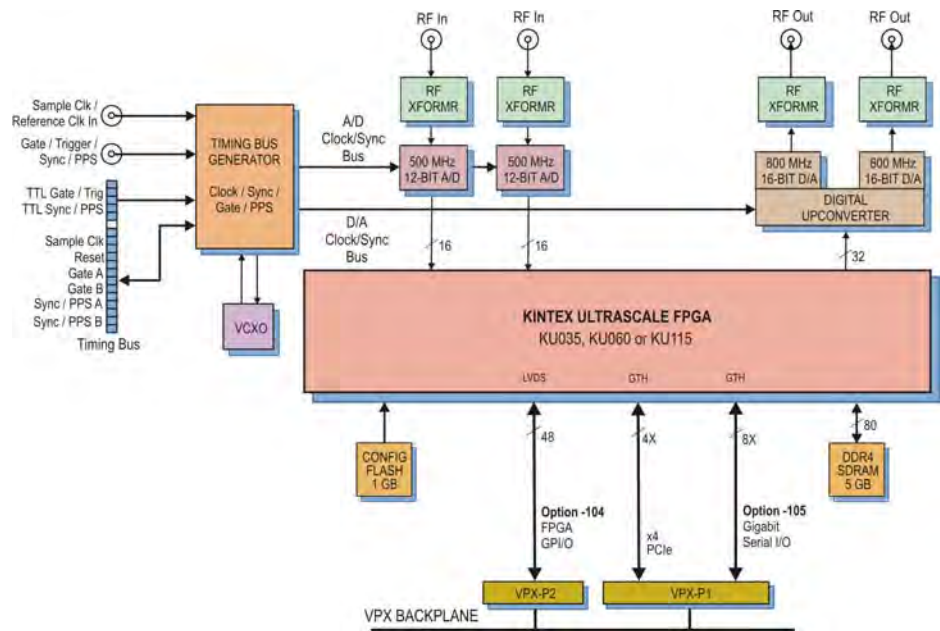 RF In
RF In
RF Out
RF Out
RF
XFORMR
RF
XFORMR
RF
XFORMR
RF
XFORMR
Sample Clk /
Reference Clk In
Gate / Trigger /
Sync / PPS
TTL Gate / Trig
TTL Sync / PPS
Sample Clk
Reset
Gate A
Gate B
Sync / PPS A
Sync / PPS B
Timing Bus
TIMING BUS
GENERATOR
Clock / Sync /
Gate / PPS
VCXO
A/D
Clock/Sync
Bus
D/A
Clock/Sync
Bus
500 MHz
12-BIT A/D
500 MHz
12-BIT A/D
800 MHz
16-BIT D/A
800 MHz
16-BIT D/A
DIGITAL
UPCONVERTER
16
16
32
KINTEX ULTRASCALE FPGA
KU035, KU060 or KU115
LVDS
GTH
GTH
48
4X
8X
80
CONFIG
FLASH
1 GB
DDR4
SDRAM
5 GB
Option -104
FPGA
GPI/O
x4
PCIe
Option -105
Gigabit
Serial I/O
VPX-P2
VPX-P1
VPX BACKPLANE